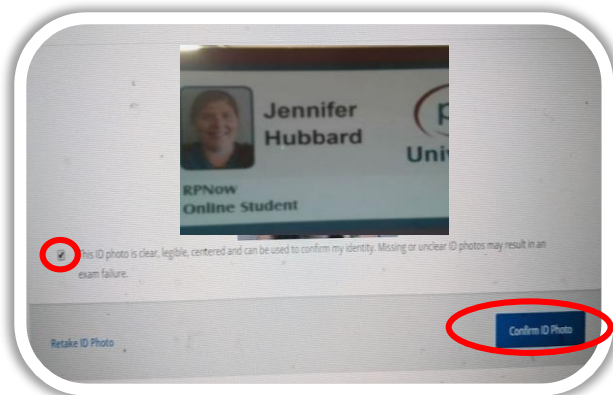 Jennifer
Hubbard
Uni
RPNow
Online Student
This ID photo is clear, legible, centered and can be used to confirm my identity. Missing or unclear ID photos may result in an
exam failure.
Retake ID Photo
Confirm ID Photo